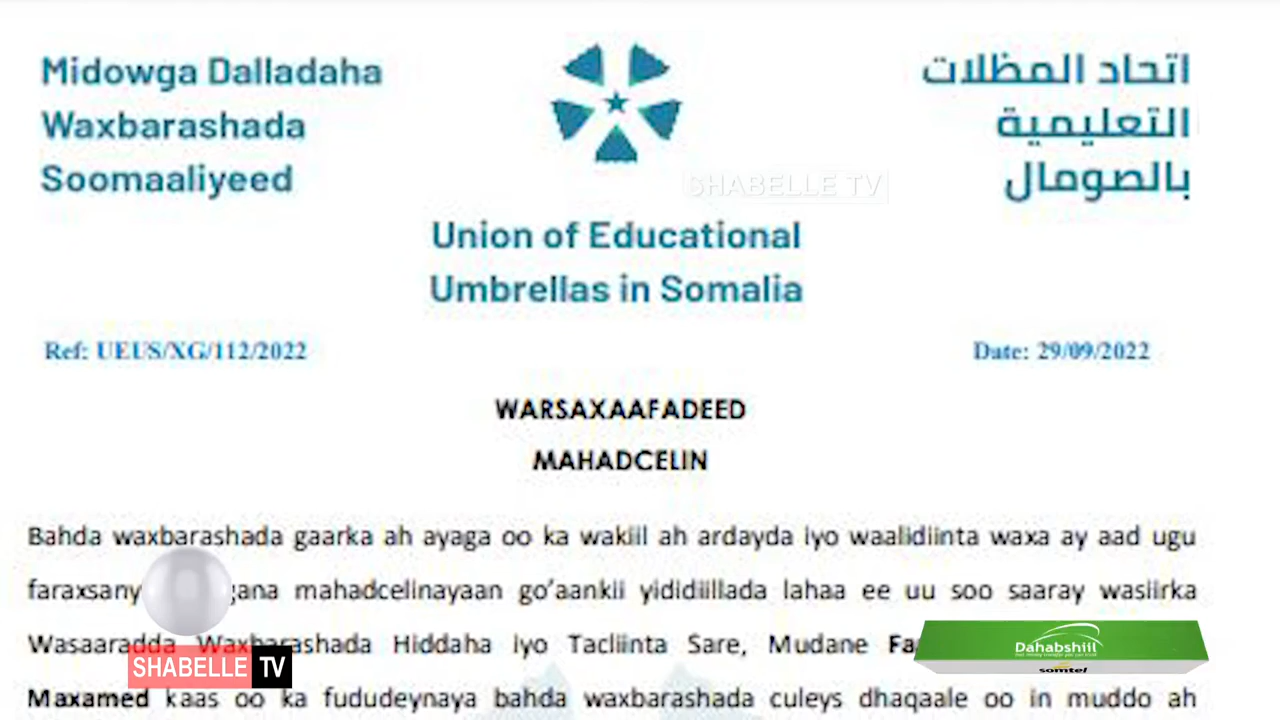 Midowga Dalladaha
Waxbarashada
Soomaaliyeed
اتحاد المظلات
التعليمية
بالصومال
SHABELLE TV
Union of Educational
Umbrellas in Somalia
Ref: UEUS/XG/112/2022
Date: 29/09/2022
WARSAXAAFADEED
MAHADCELIN
Bahda waxbarashada gaarka ah ayaga oo ka wakiil ah ardayda iyo waalidiinta waxa ay aad ugu
mahadcelinayaan go'aankii yididiillada lahaa ee uu soo saaray wasiirka
Wasaaradda Waxbarashada Hiddaha iyo Tacliinta Sare, Mudane
Maxamed kaas oo ka fududeynaya bahda waxbarashada culeys dhaqaale oo in muddo ah
SHABELLE TV
Dahabshiil
somtel